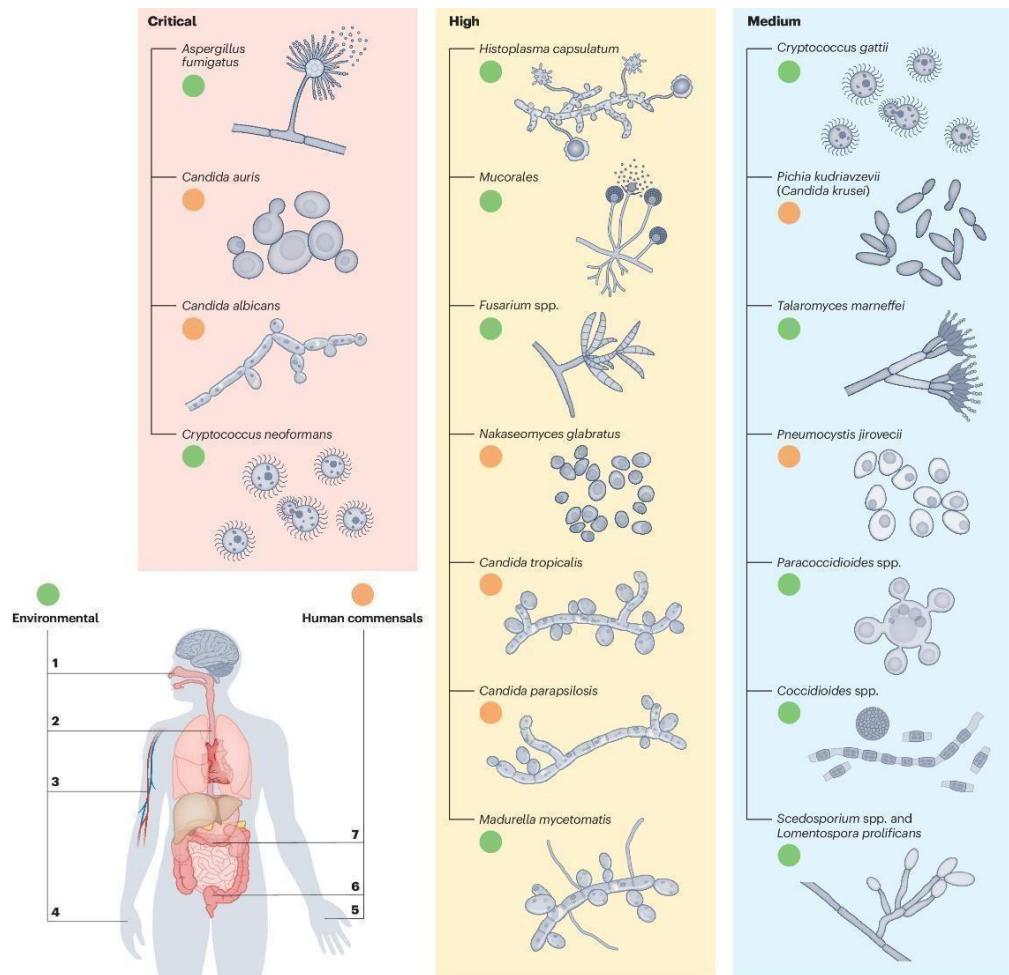 Critical
Aspergillus
fumigatus
Candida auris
Candida albicans
Cryptococcus neoformans
High
Histoplasma capsulatum
Mucorales
Fusarium spp.
Nakaseomyces glabratus
Candida tropicalis
Candida parapsilosis
Madurella mycetomatis
Medium
Cryptococcus gattii
Pichia kudriavzevii
(Candida krusei)
Talaromyces marneffei
Pneumocystis jirovecii
Paracoccidioides spp.
Coccidioides spp.
Scedosporium spp. and
Lomentospora prolificans
Environmental
Human commensals
1
2
3
4
7
6
5